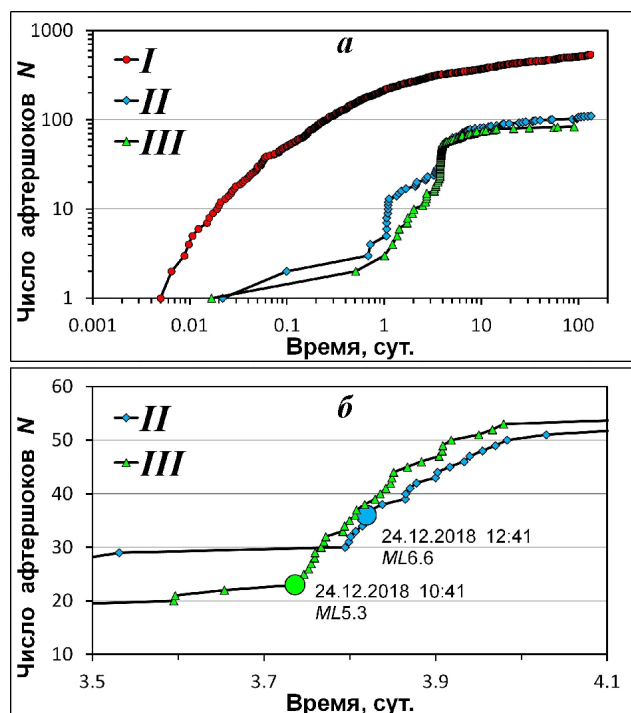 а
Число афтершоков N
1000
100
10
1
I
II
III
0.001 0.01 0.1 1 10 100
Время, сут.
б
Число афтершоков N
60
50
40
30
20
10
II
III
24.12.2018 12:41
ML6.6
24.12.2018 10:41
ML5.3
3.5 3.7 3.9 4.1
Время, сут.